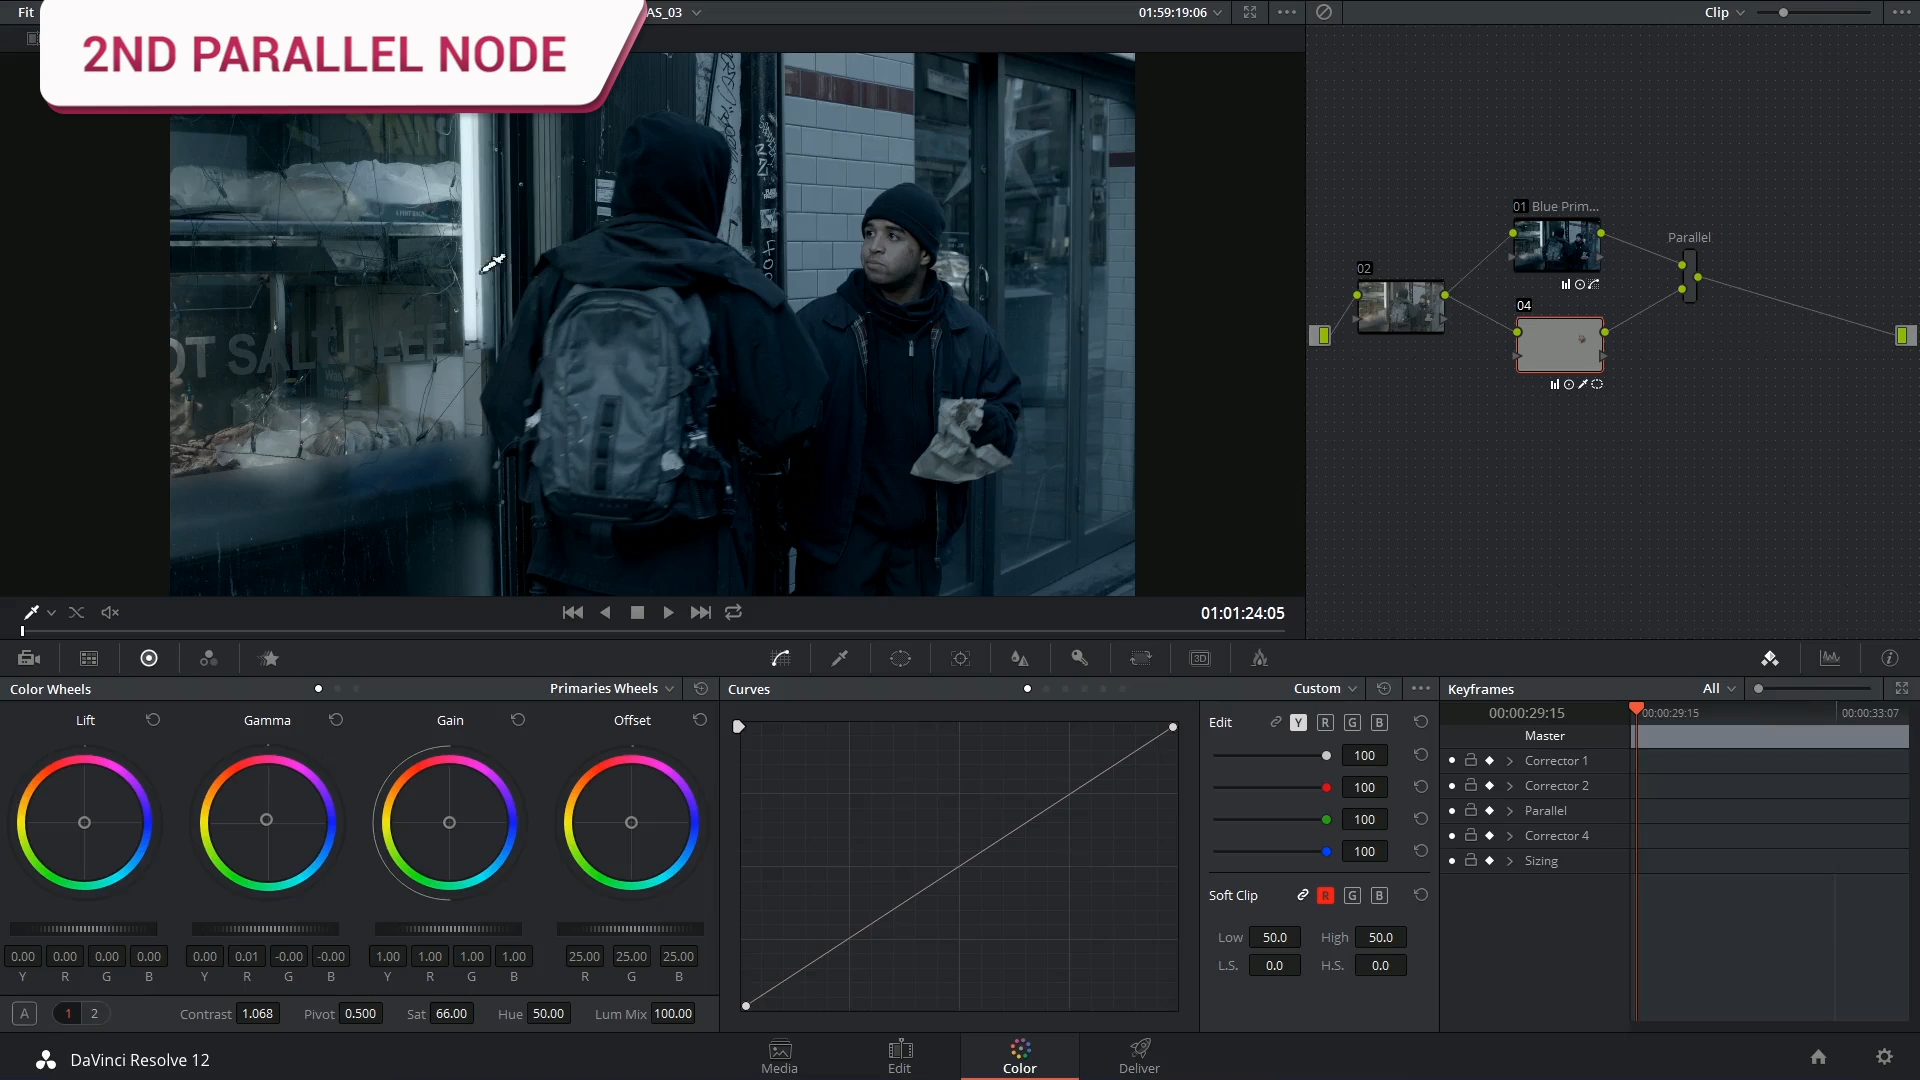 Fit
AS_03
01:59:19:06
Clip
2ND PARALLEL NODE
01 Blue Prim...
Parallel
02
04
OT SALT BEEF
01:01:24:05
3D
Color Wheels
Primaries Wheels
Curves
Custom
Keyframes
All
Lift
Gamma
Gain
Offset
Edit
Y R G B
100
100
100
100
Soft Clip
R G B
Low 50.0 High 50.0
L.S. 0.0 H.S. 0.0
00:00:29:15
00:00:29:15
00:00:33:07
Master
Corrector 1
Corrector 2
Parallel
Corrector 4
Sizing
0.00 0.00 0.00 0.00
Y R G B
0.00 0.01 -0.00 -0.00
Y R G B
1.00 1.00 1.00 1.00
Y R G B
25.00 25.00 25.00
R G B
A 1 2 Contrast 1.068 Pivot 0.500 Sat 66.00 Hue 50.00 Lum Mix 100.00
DaVinci Resolve 12
Media
Edit
Color
Deliver